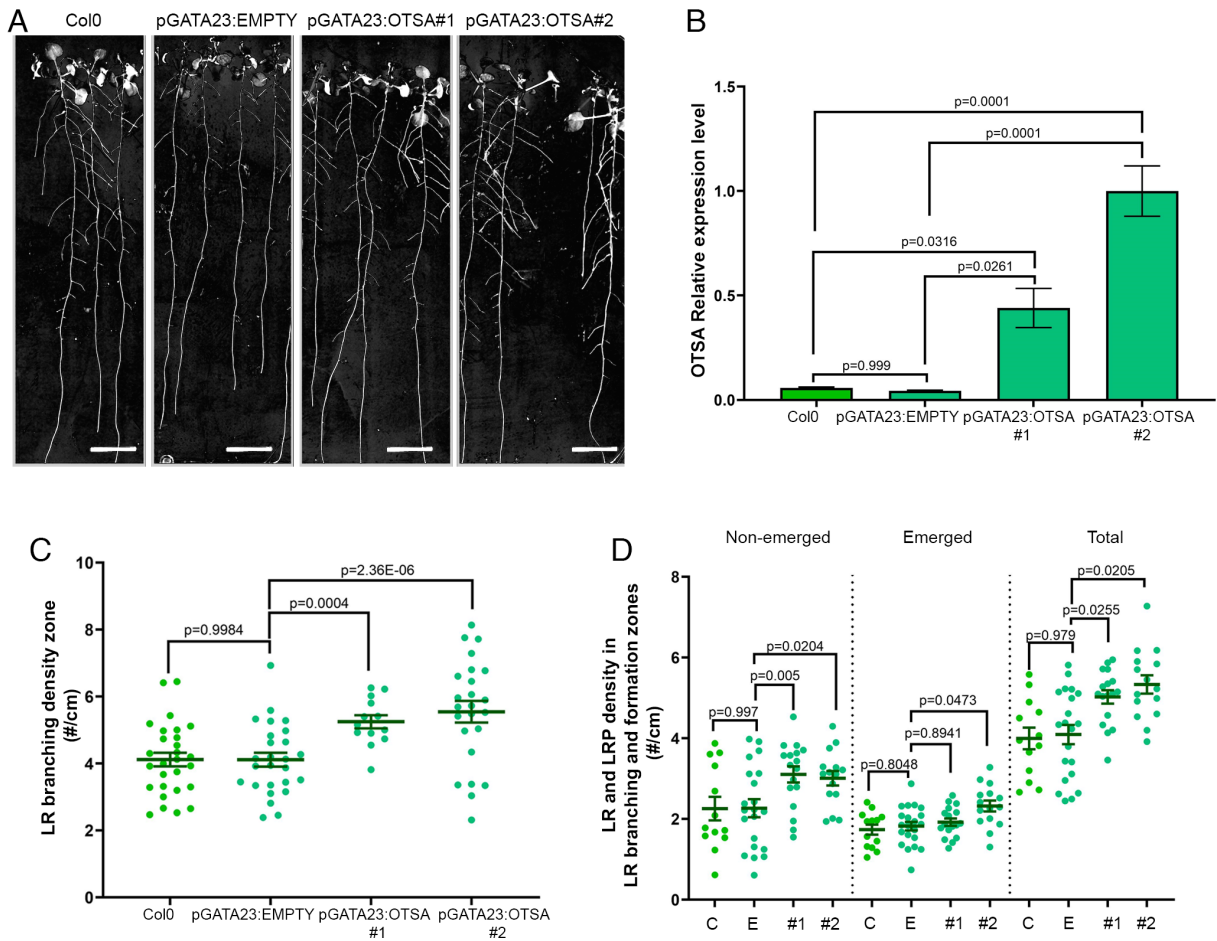 A
Col0 pGATA23:EMPTY pGATA23:OTSA#1 pGATA23:OTSA#2
B
OTSA Relative expression level
1.5
1.0
0.5
0.0
p=0.0001
p=0.0001
p=0.0316
p=0.0261
p=0.999
Col0 pGATA23:EMPTY pGATA23:OTSA pGATA23:OTSA
#1 #2
C
LR branching density zone
(#/cm)
10
8
6
4
2
0
p=2.36E-06
p=0.0004
p=0.9984
Col0 pGATA23:EMPTY pGATA23:OTSA pGATA23:OTSA
#1 #2
D
Non-emerged Emerged Total
LR and LRP density in
LR branching and formation zones
(#/cm)
8
6
4
2
0
p=0.0204
p=0.005
p=0.997
p=0.0473
p=0.8941
p=0.8048
p=0.0205
p=0.0255
p=0.979
C E #1 #2 C E #1 #2 C E #1 #2